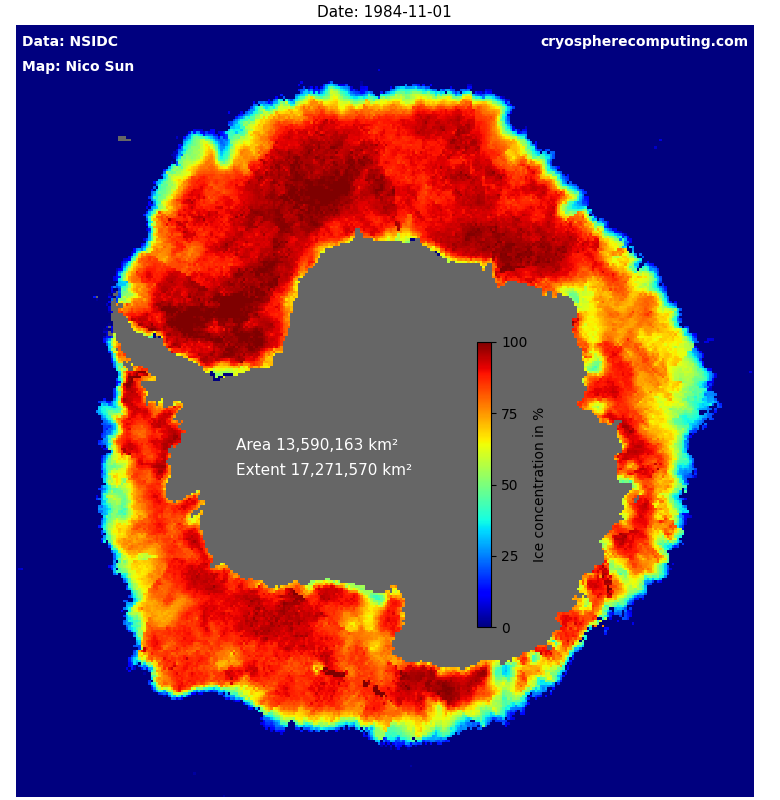 Date: 1984-11-01
Data: NSIDC
cryospherecomputing.com
Map: Nico Sun
Area 13,590,163 km²
Extent 17,271,570 km²
100
75
50
25
0
Ice concentration in %